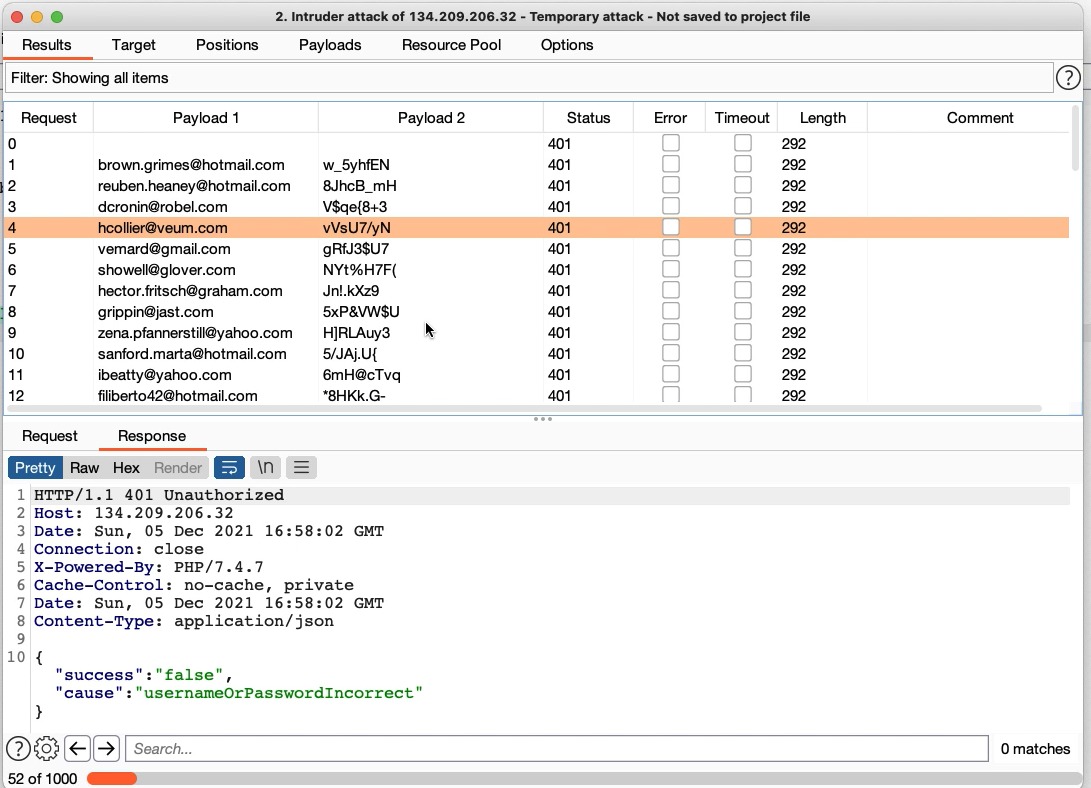 2. Intruder attack of 134.209.206.32 - Temporary attack - Not saved to project file
Results Target Positions Payloads Resource Pool Options
Filter: Showing all items ?
Request Payload 1 Payload 2 Status Error Timeout Length Comment
0 401 292
1 brown.grimes@hotmail.com w_5yhfEN 401 292
2 reuben.heaney@hotmail.com 8JhcB_mH 401 292
3 dcronin@robel.com V$qe{8+3 401 292
4 hcollier@veum.com vVsU7/yN 401 292
5 vemard@gmail.com gRfJ3$U7 401 292
6 showell@glover.com NYt%H7F( 401 292
7 hector.fritsch@graham.com Jn!.kXz9 401 292
8 grippin@jast.com 5xP&VW$U 401 292
9 zena.pfannerstill@yahoo.com H]RLAuy3 401 292
10 sanford.marta@hotmail.com 5/JAj.U{ 401 292
11 ibeatty@yahoo.com 6mH@cTvq 401 292
12 filiberto42@hotmail.com *8HKk.G- 401 292
Request Response
Pretty Raw Hex Render \n
1 HTTP/1.1 401 Unauthorized
2 Host: 134.209.206.32
3 Date: Sun, 05 Dec 2021 16:58:02 GMT
4 Connection: close
5 X-Powered-By: PHP/7.4.7
6 Cache-Control: no-cache, private
7 Date: Sun, 05 Dec 2021 16:58:02 GMT
8 Content-Type: application/json
9
10 {
"success":"false",
"cause":"usernameOrPasswordIncorrect"
}
? Search... 0 matches
52 of 1000